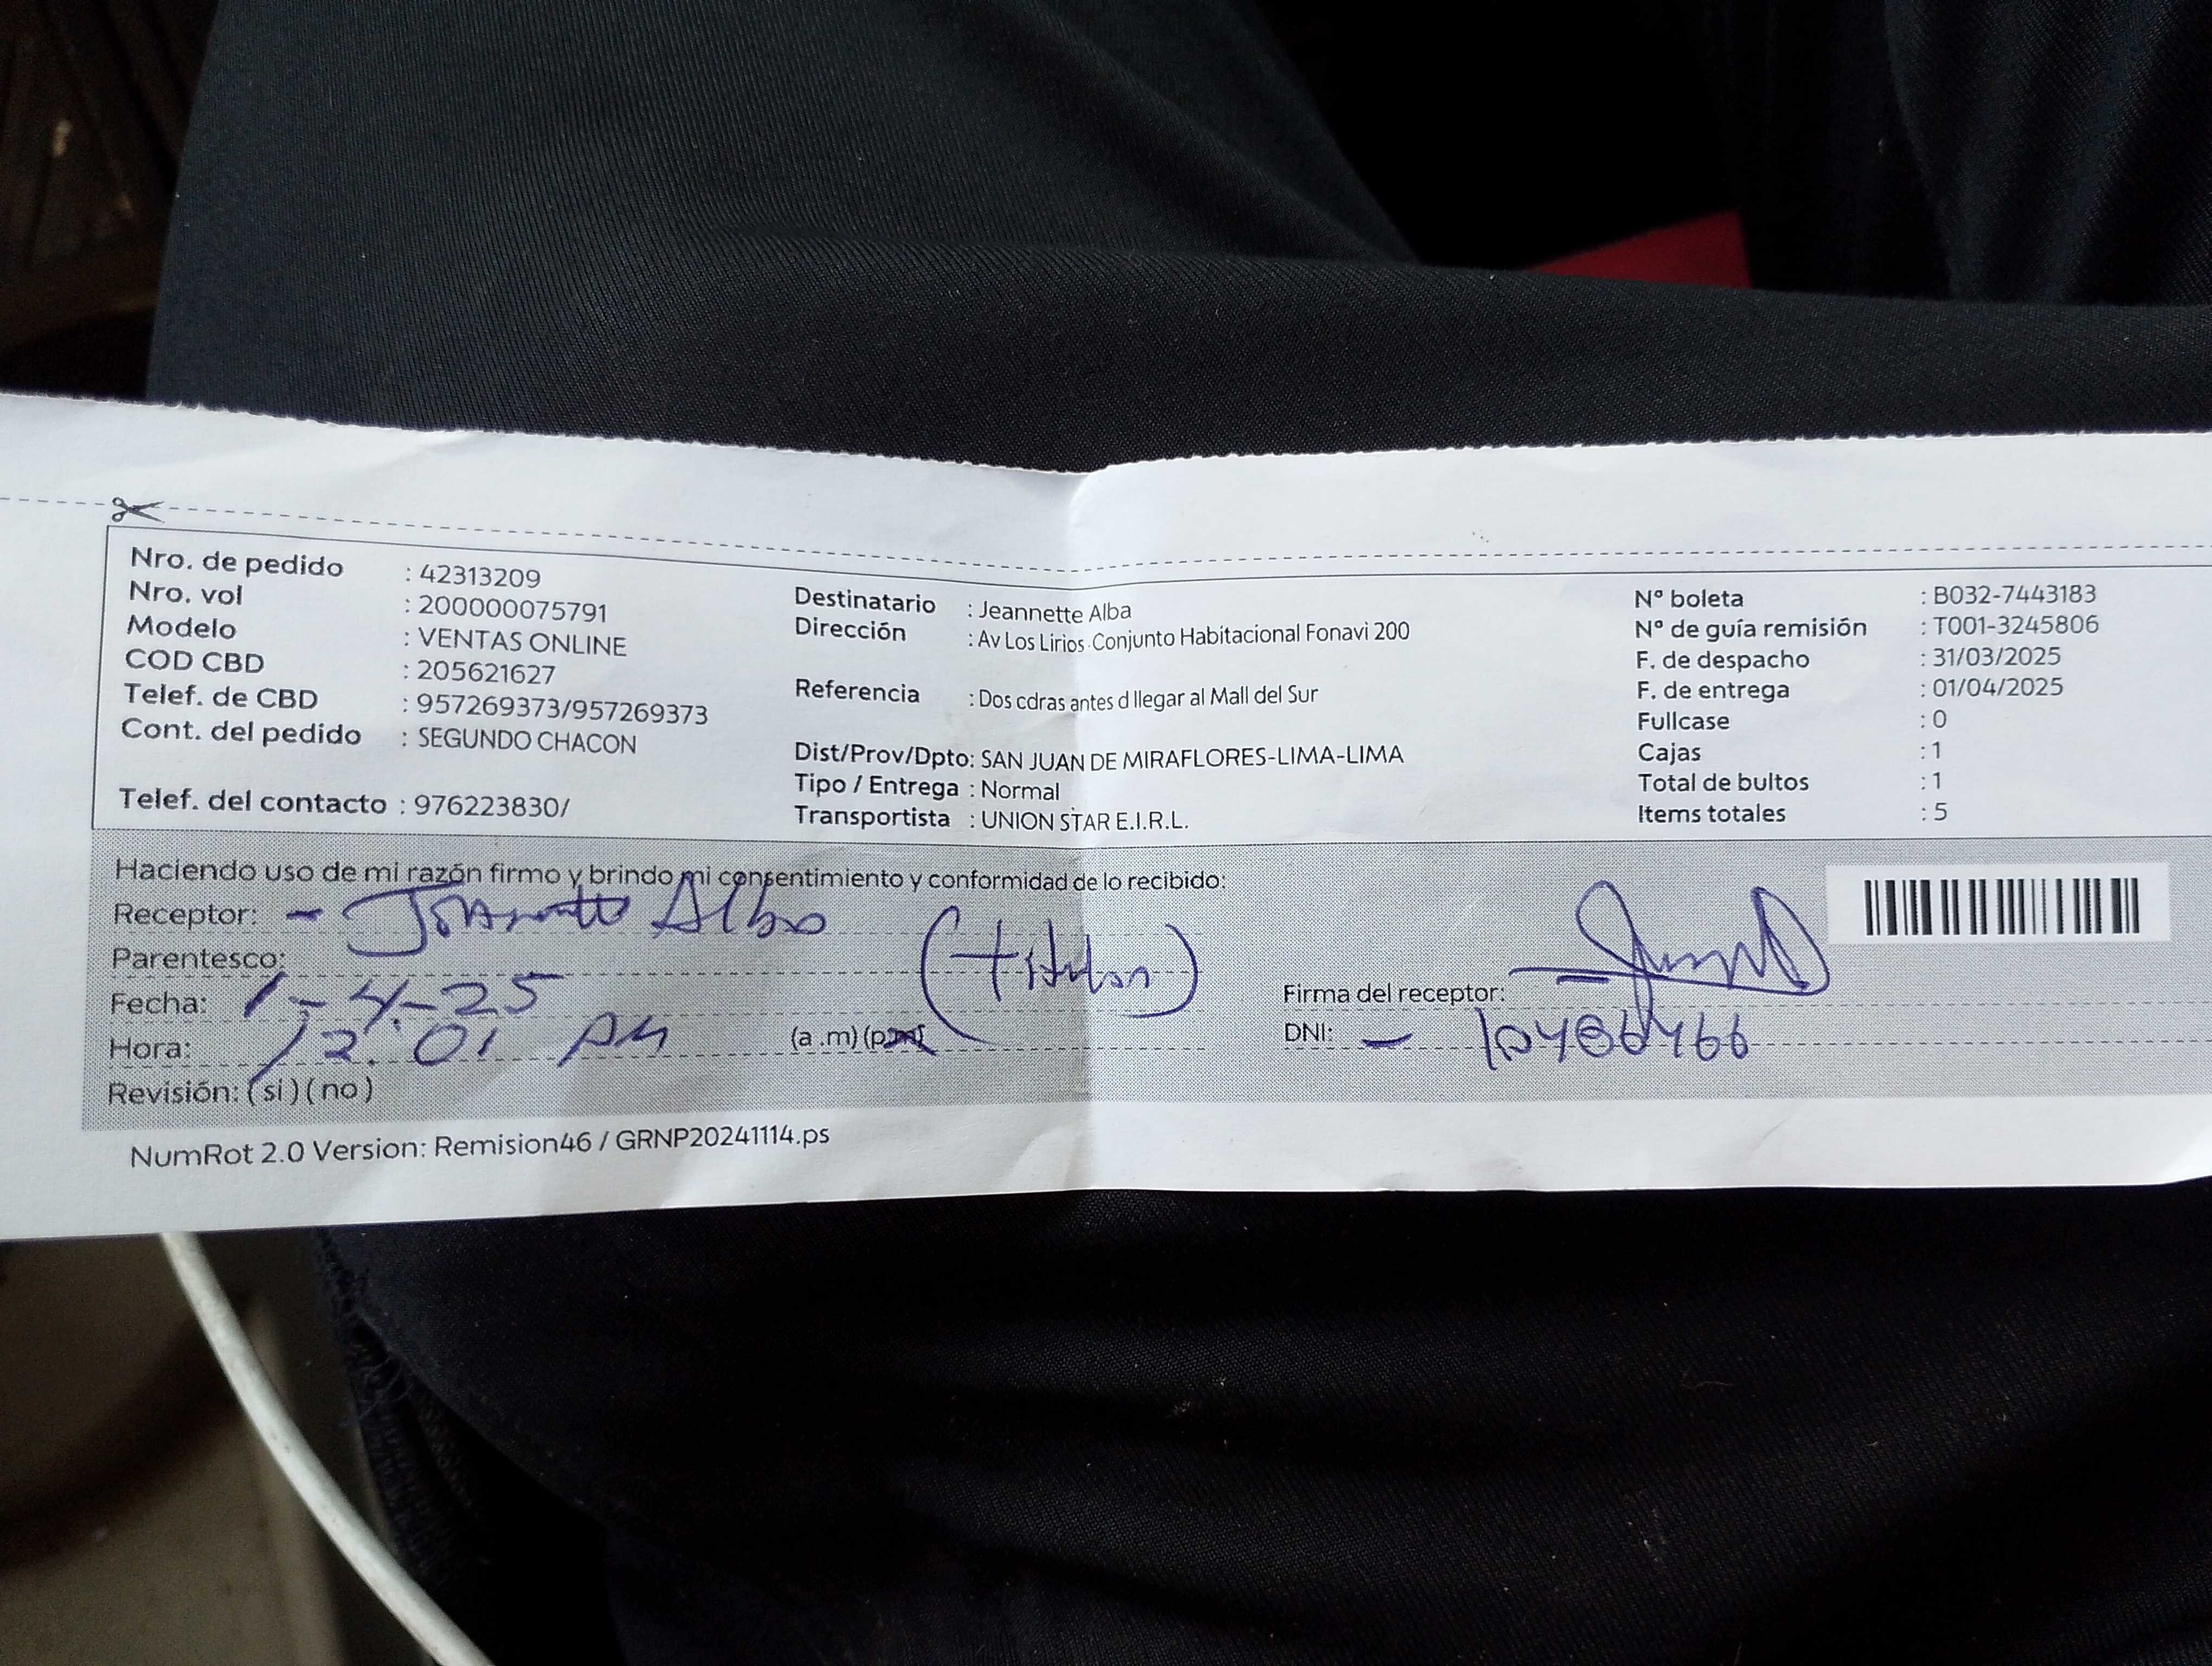 Nro. de pedido : 42313209
Nro. vol : 200000075791
Modelo : VENTAS ONLINE
COD CBD : 205621627
Telef. de CBD : 957269373/957269373
Cont. del pedido : SEGUNDO CHACON
Telef. del contacto : 976223830/
Destinatario : Jeannette Alba
Dirección : Av Los Lirios Conjunto Habitacional Fonavi 200
Referencia : Dos cdras antes d llegar al Mall del Sur
Dist/Prov/Dpto: SAN JUAN DE MIRAFLORES-LIMA-LIMA
Tipo / Entrega : Normal
Transportista : UNION STAR E.I.R.L.
Nº boleta : B032-7443183
Nº de guía remisión : T001-3245806
F. de despacho : 31/03/2025
F. de entrega : 01/04/2025
Fullcase : 0
Cajas : 1
Total de bultos : 1
Items totales : 5
Haciendo uso de mi razón firmo y brindo mi consentimiento y conformidad de lo recibido:
Receptor: - Jeannette Alba
Parentesco: (titular)
Fecha: 1-4-25
Hora: 12:01 PM (a.m)(p.m)
Revisión: (si)(no)
Firma del receptor:
DNI: -
NumRot 2.0 Version: Remision46 / GRNP20241114.ps